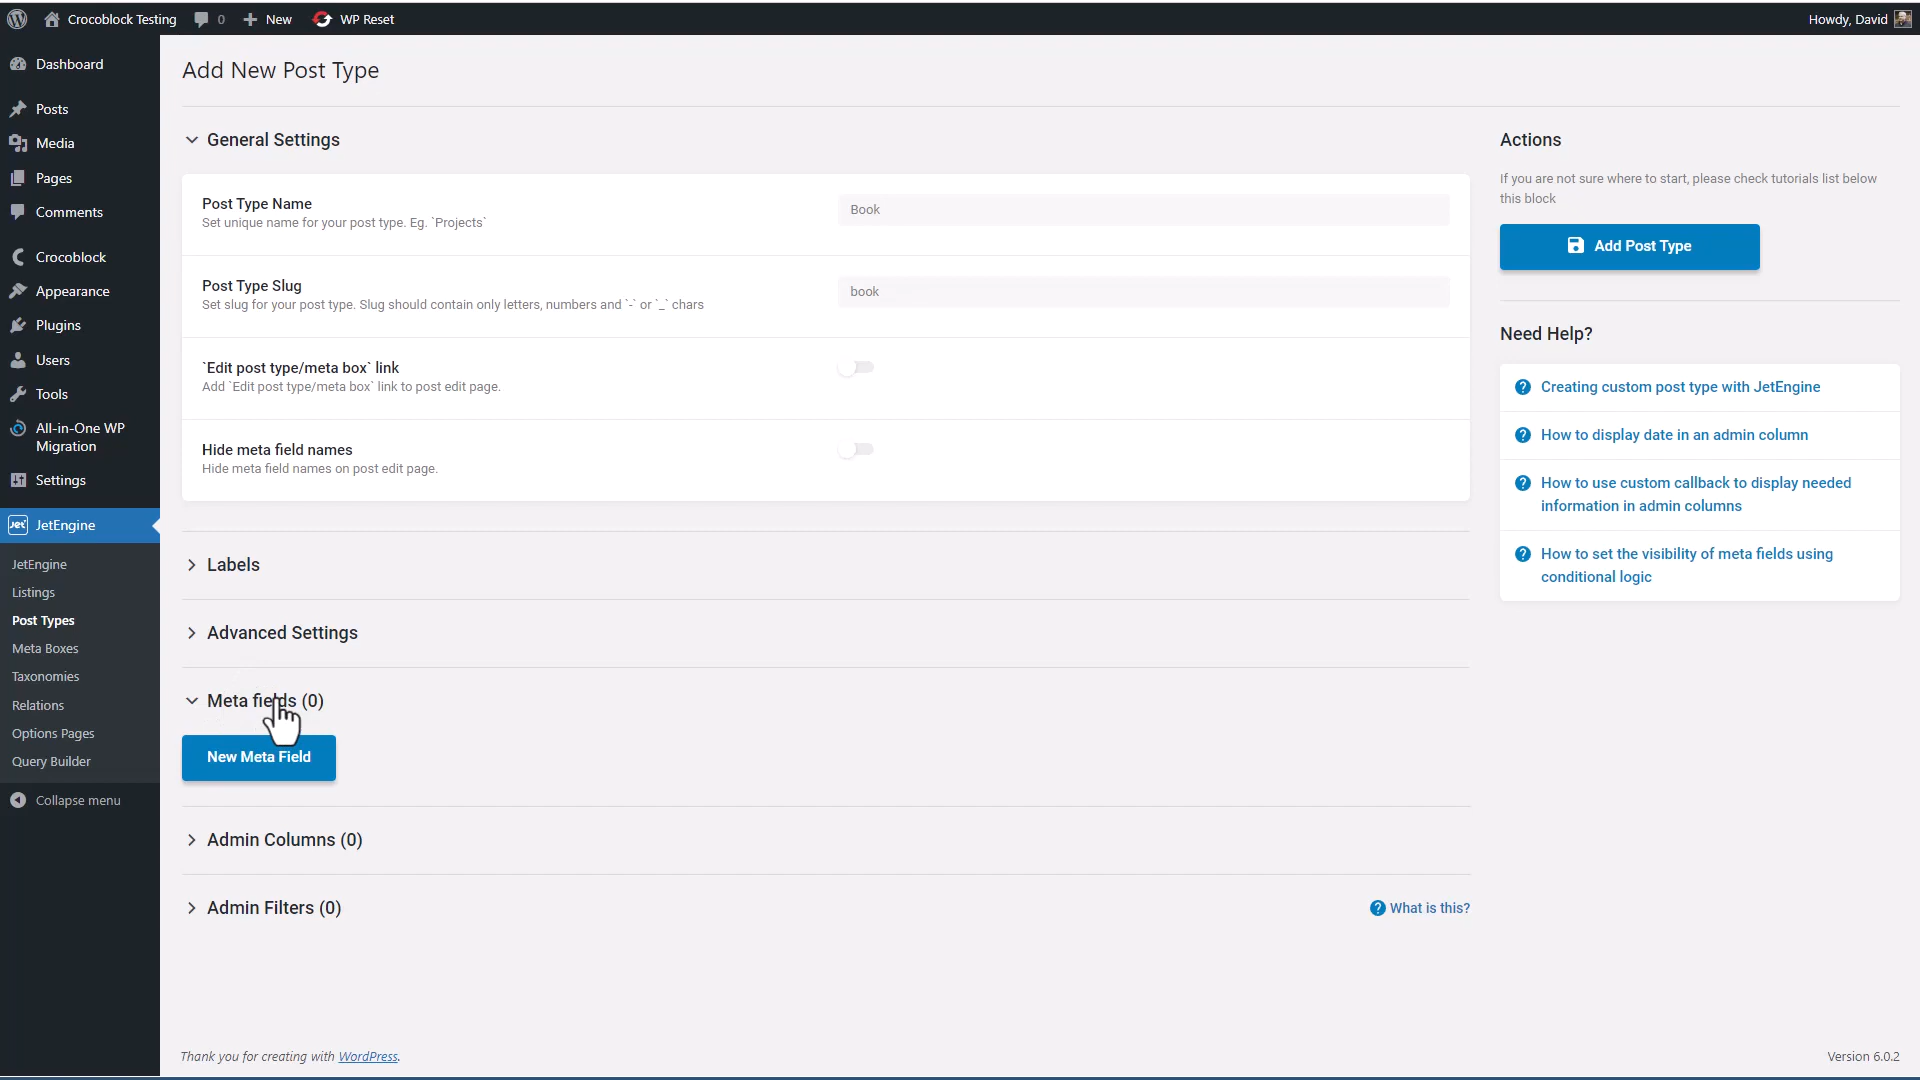 Crocoblock Testing
0
New
WP Reset
Howdy, David
Dashboard
Posts
Media
Pages
Comments
Crocoblock
Appearance
Plugins
Users
Tools
All-in-One WP
Migration
Settings
Jet
JetEngine
JetEngine
Listings
Post Types
Meta Boxes
Taxonomies
Relations
Options Pages
Query Builder
Collapse menu
Add New Post Type
General Settings
Post Type Name
Set unique name for your post type. Eg. `Projects`
Book
Post Type Slug
Set slug for your post type. Slug should contain only letters, numbers and `-` or `_` chars
book
`Edit post type/meta box` link
Add `Edit post type/meta box` link to post edit page.
Hide meta field names
Hide meta field names on post edit page.
Labels
Advanced Settings
Meta fields (0)
New Meta Field
Admin Columns (0)
Admin Filters (0)
What is this?
Actions
If you are not sure where to start, please check tutorials list below
this block
Add Post Type
Need Help?
Creating custom post type with JetEngine
How to display date in an admin column
How to use custom callback to display needed
information in admin columns
How to set the visibility of meta fields using
conditional logic
Thank you for creating with WordPress.
Version 6.0.2